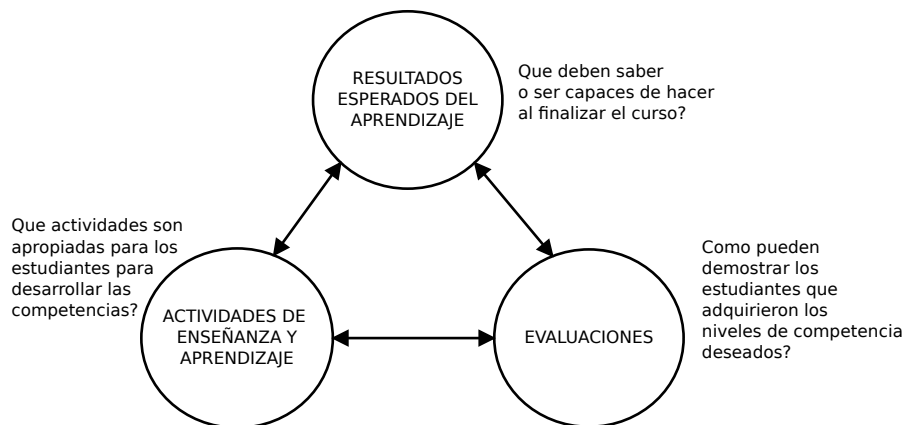 RESULTADOS
ESPERADOS DEL
APRENDIZAJE
Que deben saber
o ser capaces de hacer
al finalizar el curso?
Que actividades son
apropiadas para los
estudiantes para
desarrollar las
competencias?
ACTIVIDADES DE
ENSEÑANZA Y
APRENDIZAJE
EVALUACIONES
Como pueden
demostrar los
estudiantes que
adquirieron los
niveles de competencia
deseados?